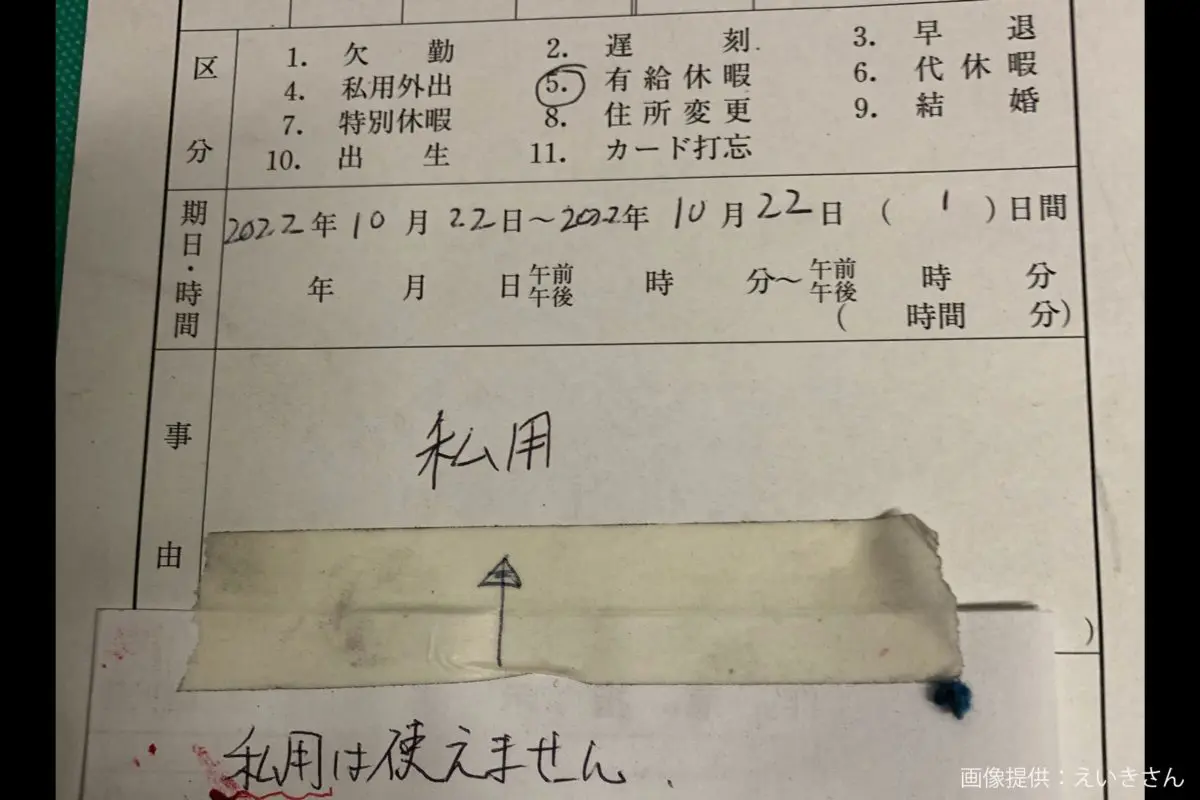 区分
1. 欠勤 2. 遅刻 3. 早退
4. 私用外出 5. 有給休暇 6. 代休暇
7. 特別休暇 8. 住所変更 9. 結婚
10. 出生 11. カード打忘
期日・時間
2022年10月22日～2022年10月22日（1）日間
年 月 日 午前午後 時 分～午前午後 時 分
（ 時間 分）
事由
私用
）
私用は使えません.
画像提供：えいきさん